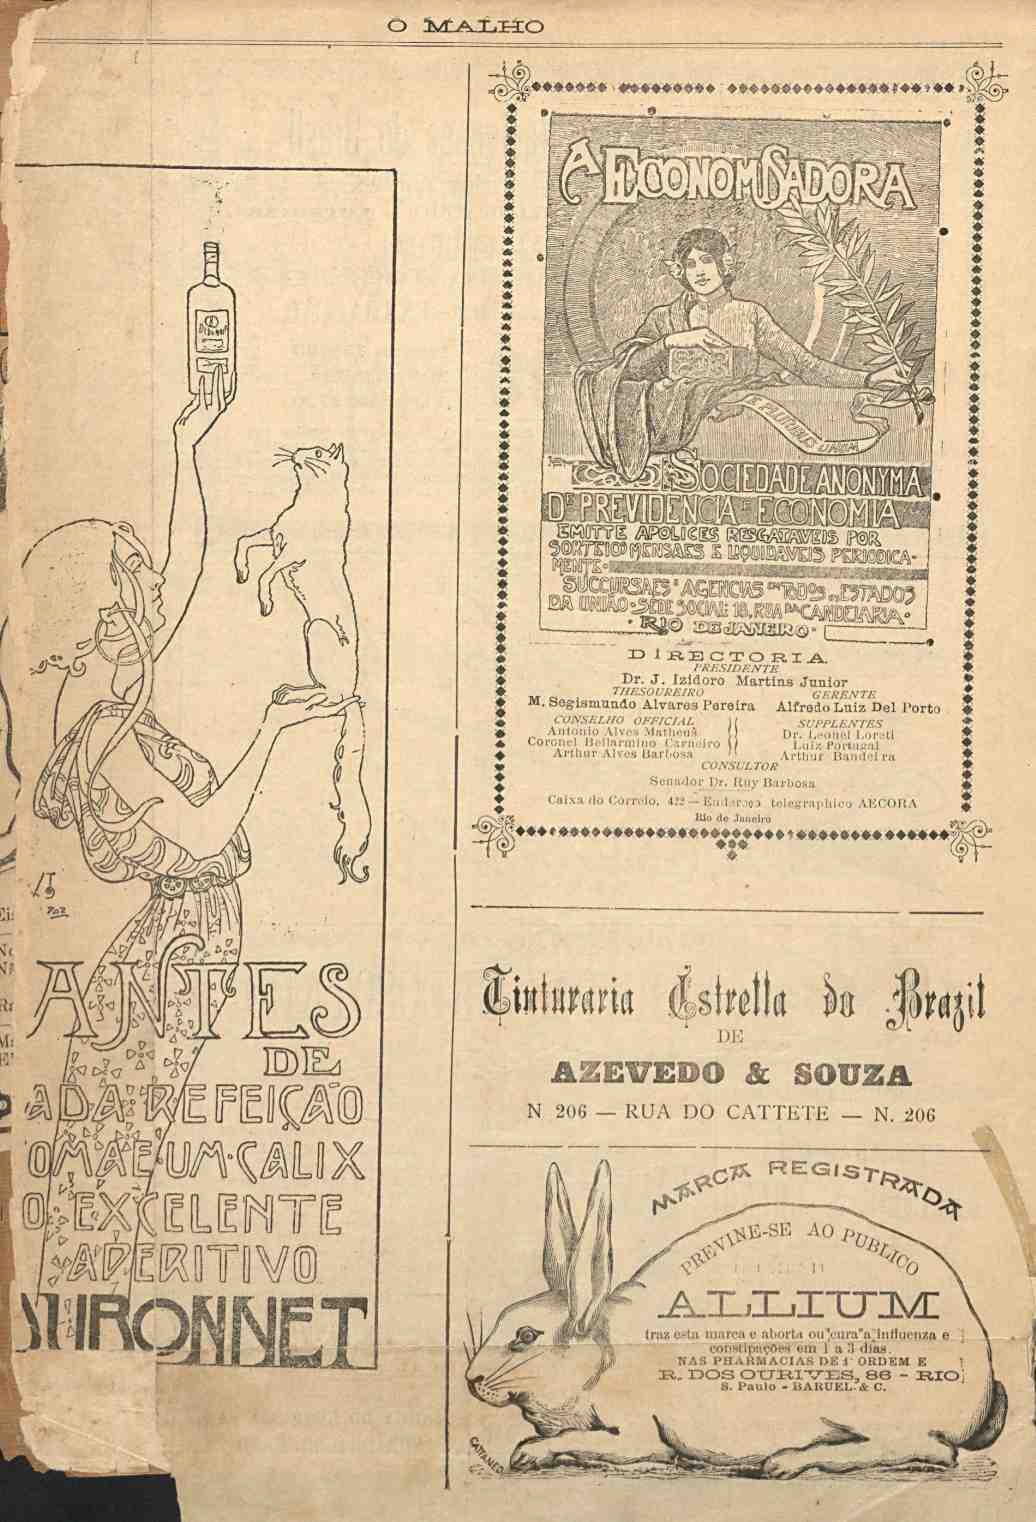 O MALHO
ANTES
DE
ADA REFEIÇÃO
OMAE UM·CALIX
O EXCELENTE
APERITIVO
A ECONOMISADORA
E PLURIBUS UNUM
SOCIEDADE ANONYMA
DE PREVIDENCIA E ECONOMIA
EMITTE APOLICES RESGATAVEIS POR
SORTEIOS MENSAES E LIQUIDAVEIS PERIODICA-
MENTE·
SUCCURSAES E AGENCIAS EM TODOS OS ESTADOS
DA UNIÃO·SÉDE SOCIAL: 18, RUA DA CANDELARIA·
·RIO DE JANEIRO·
DIRECTORIA
PRESIDENTE
Dr. J. Izidoro Martins Junior
THESOUREIRO GERENTE
M. Segismundo Alvares Pereira Alfredo Luiz Del Porto
CONSELHO OFFICIAL SUPPLENTES
Antonio Alves Matheus Dr. Leonel Loreti
Coronel Bellarmino Carneiro Luiz Portugal
Arthur Alves Barbosa Arthur Bandeira
CONSULTOR
Senador Dr. Ruy Barbosa
Caixa do Correio, 422 — Endereço telegraphico AECORA
Rio de Janeiro
Tinturaria Estrella do Brazil
DE
AZEVEDO & SOUZA
N 206 — RUA DO CATTETE — N. 206
MARCA REGISTRADA
PREVINE-SE AO PUBLICO
ALLIUM
traz esta marca e aborta ou cura a influenza e
constipações em 1 a 3 dias.
NAS PHARMACIAS DE 1ª ORDEM E
R. DOS OURIVES, 86 - RIO
S. Paulo - BARUEL & C.
CATTANEO